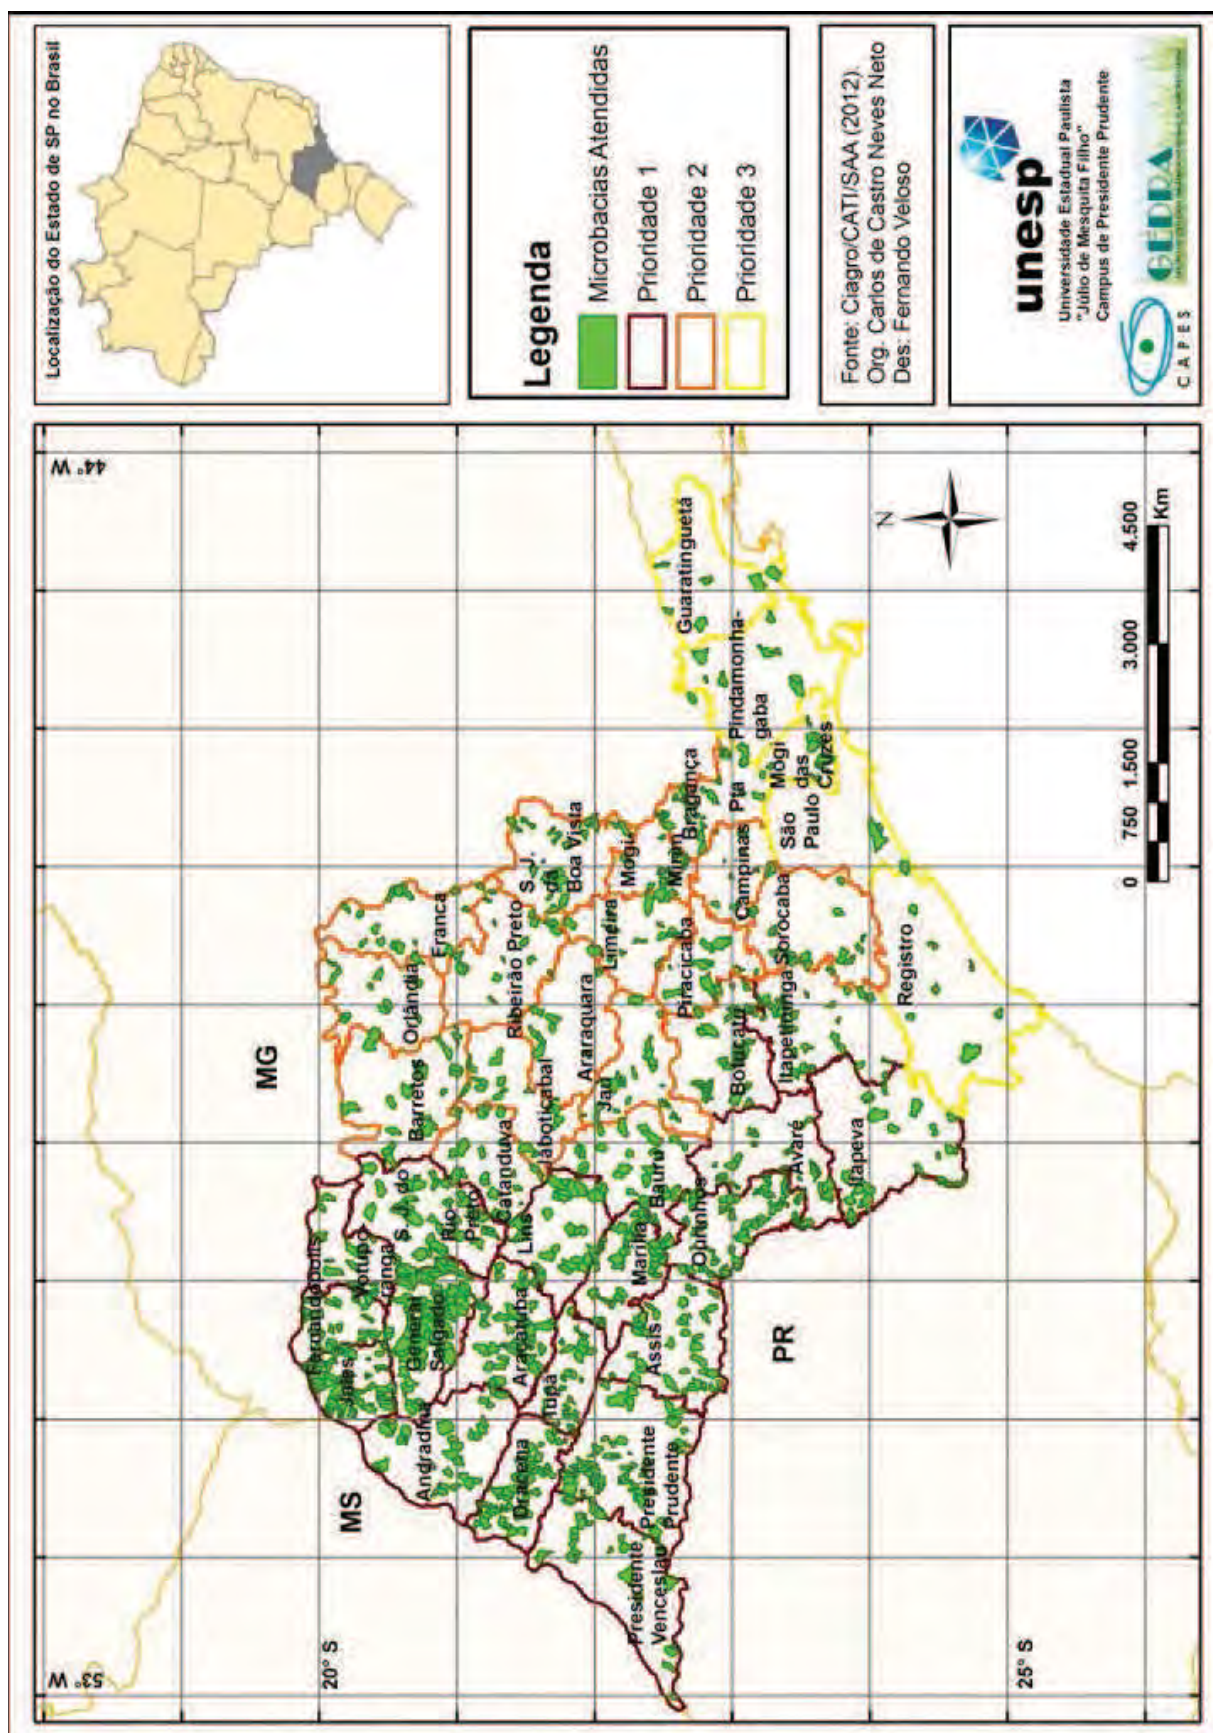 Localização do Estado de SP no Brasil
Legenda
Microbacias Atendidas
Prioridade 1
Prioridade 2
Prioridade 3
Fonte: Ciagro/CATI/SAA (2012).
Org. Carlos de Castro Neves Neto
Des: Fernando Veloso
unesp
Universidade Estadual Paulista
"Júlio de Mesquita Filho"
Campus de Presidente Prudente
CAPES
GEDRA
53° W
44° W
20° S
25° S
MS
MG
PR
N
0
750
1.500
3.000
4.500
Km
Fernandópolis
Jales
Votupo
ranga
General
Salgado
S. J. do
Rio
Preto
Andradina
Araçatuba
Dracena
Tupã
Lins
Catanduva
Barretos
Orlândia
Franca
Ribeirão Preto
Jaboticabal
Araraquara
S. J.
da
Boa Vista
Presidente
Venceslau
Presidente
Prudente
Assis
Marília
Bauru
Jaú
Limeira
Mogi
Mirim
Ourinhos
Piracicaba
Bragança
Pta
Botucatu
Campinas
Avaré
Itapetininga
Sorocaba
Itapeva
Registro
São
Paulo
Mogi
das
Cruzes
Pindamonha-
gaba
Guaratinguetá